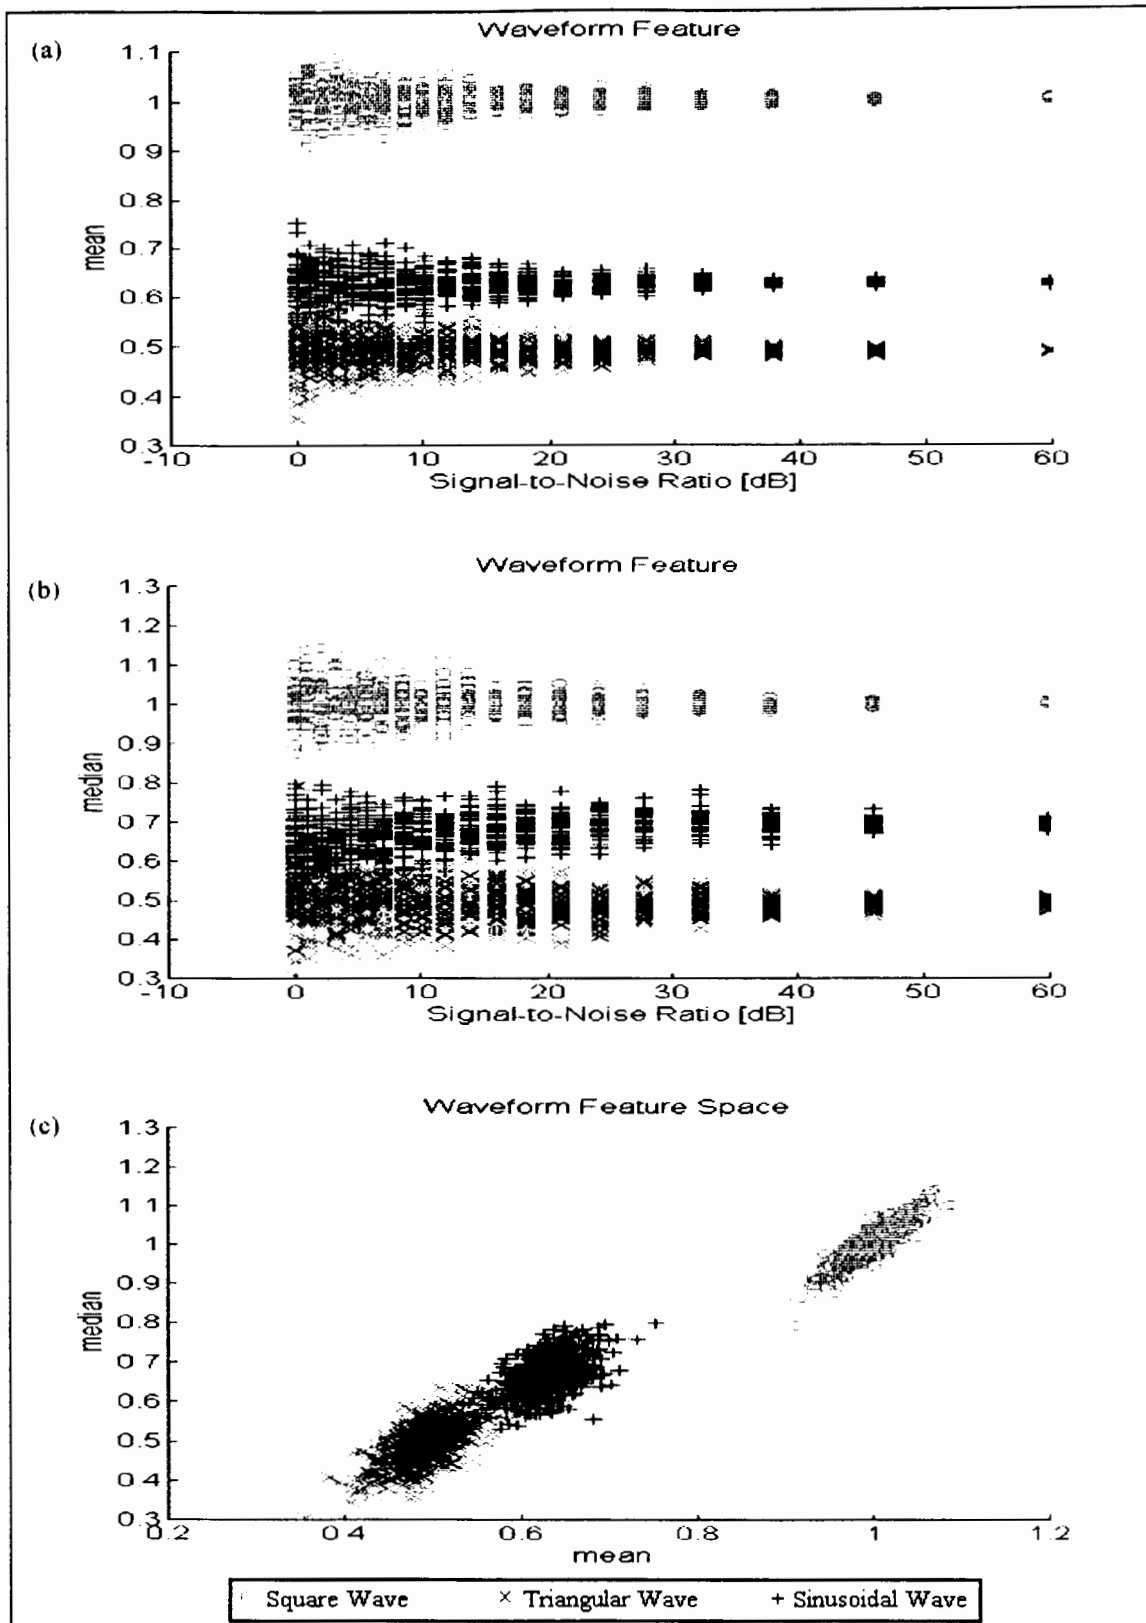 (a)
Waveform Feature
1.1
1
0.9
0.8
0.7
0.6
0.5
0.4
0.3
mean
-10 0 10 20 30 40 50 60
Signal-to-Noise Ratio [dB]
(b)
Waveform Feature
1.3
1.2
1.1
1
0.9
0.8
0.7
0.6
0.5
0.4
0.3
median
-10 0 10 20 30 40 50 60
Signal-to-Noise Ratio [dB]
(c)
Waveform Feature Space
1.3
1.2
1.1
1
0.9
0.8
0.7
0.6
0.5
0.4
0.3
median
0.2 0.4 0.6 0.8 1 1.2
mean
Square Wave × Triangular Wave + Sinusoidal Wave